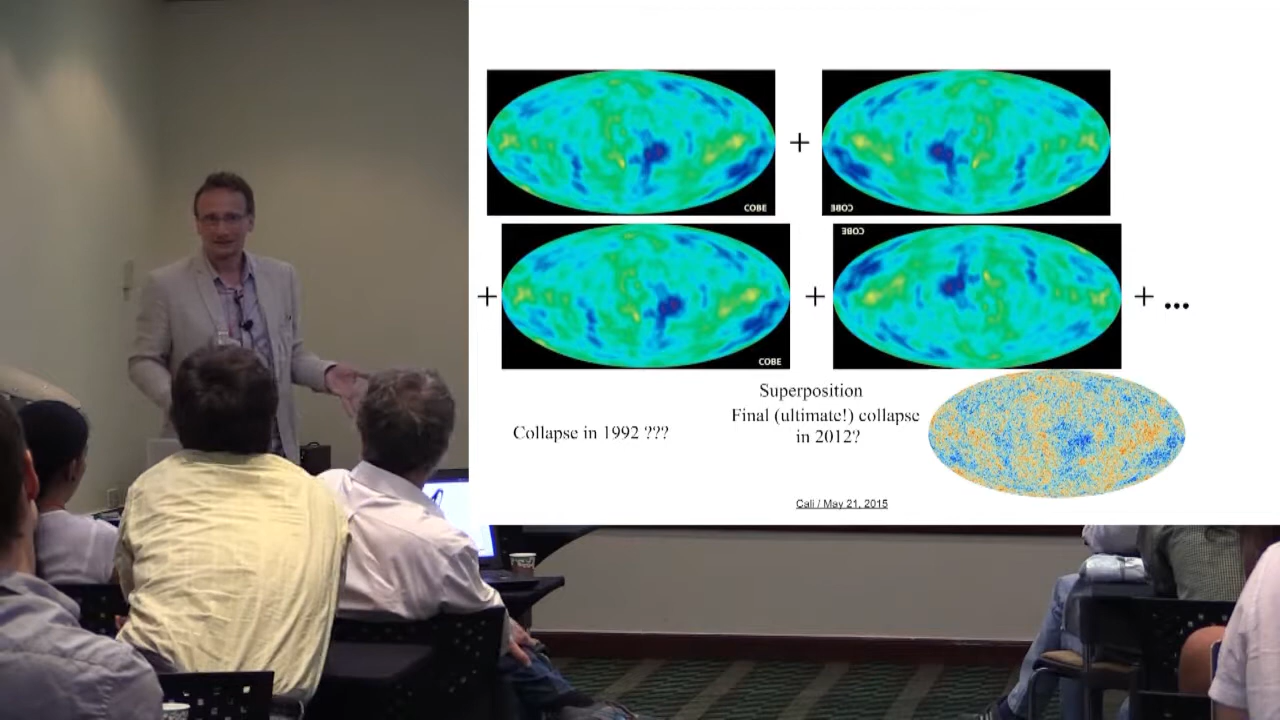 +
COBE COBE
COBE
+ + + ...
COBE
Superposition
Final (ultimate!) collapse
in 2012?
Collapse in 1992 ???
Cali / May 21, 2015